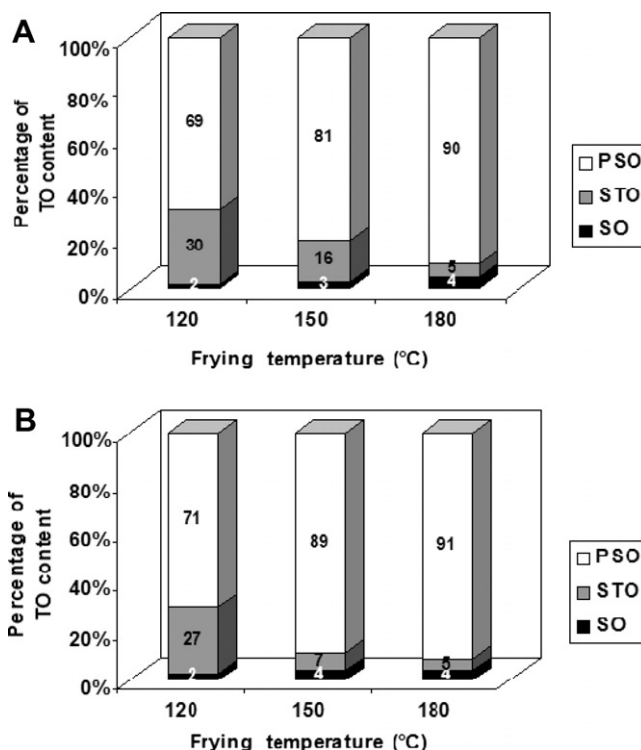 A
Percentage of
TO content
100%
80%
60%
40%
20%
0%
69
81
90
30
16
5
2
3
4
120
150
180
Frying temperature (°C)
PSO
STO
SO
B
Percentage of
TO content
100%
80%
60%
40%
20%
0%
71
89
91
27
7
5
2
4
4
120
150
180
Frying temperature (°C)
PSO
STO
SO